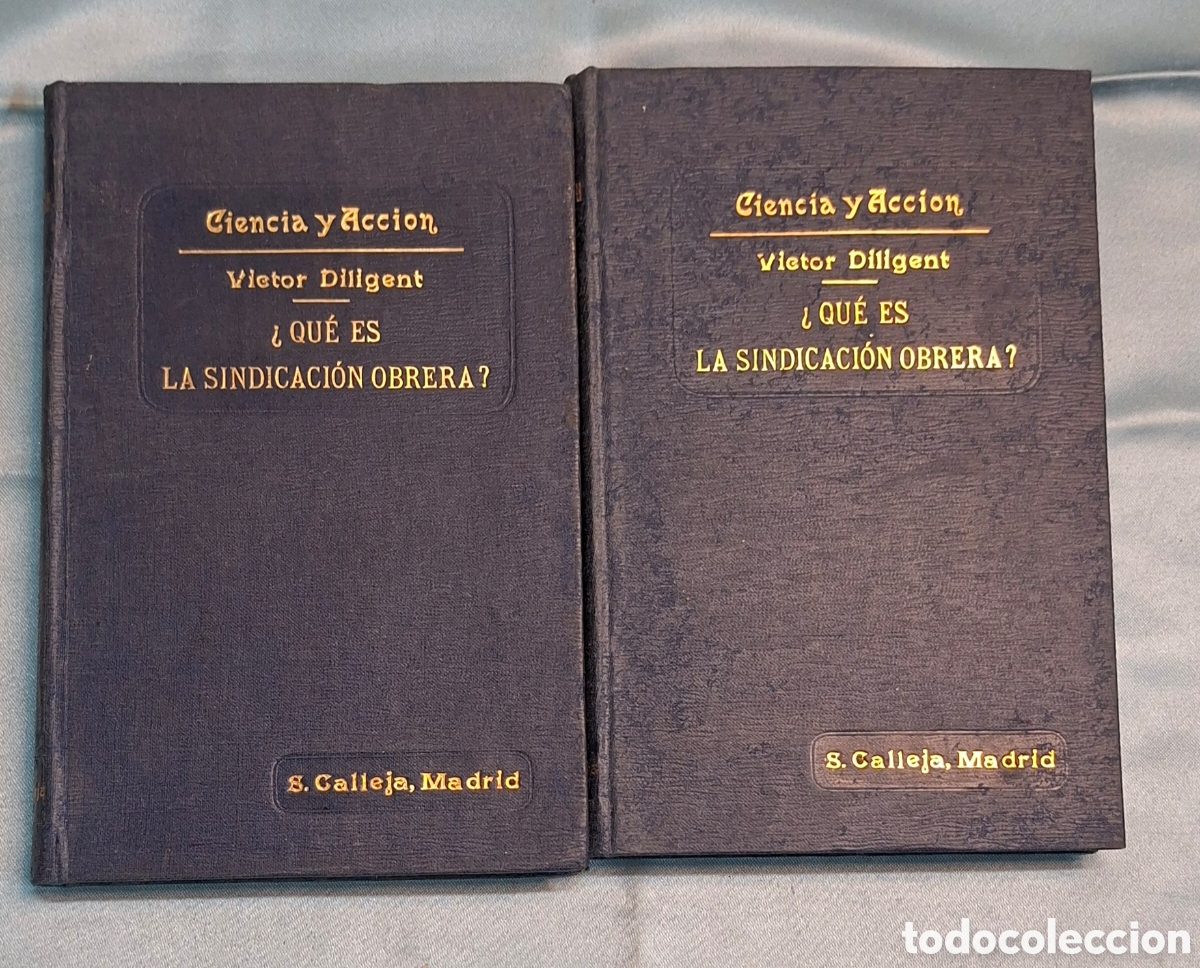 Ciencia y Accion
Victor Diligent
¿QUÉ ES
LA SINDICACIÓN OBRERA?
S. Calleja, Madrid
Ciencia y Accion
Victor Diligent
¿QUÉ ES
LA SINDICACIÓN OBRERA?
S. Calleja, Madrid
todocoleccion